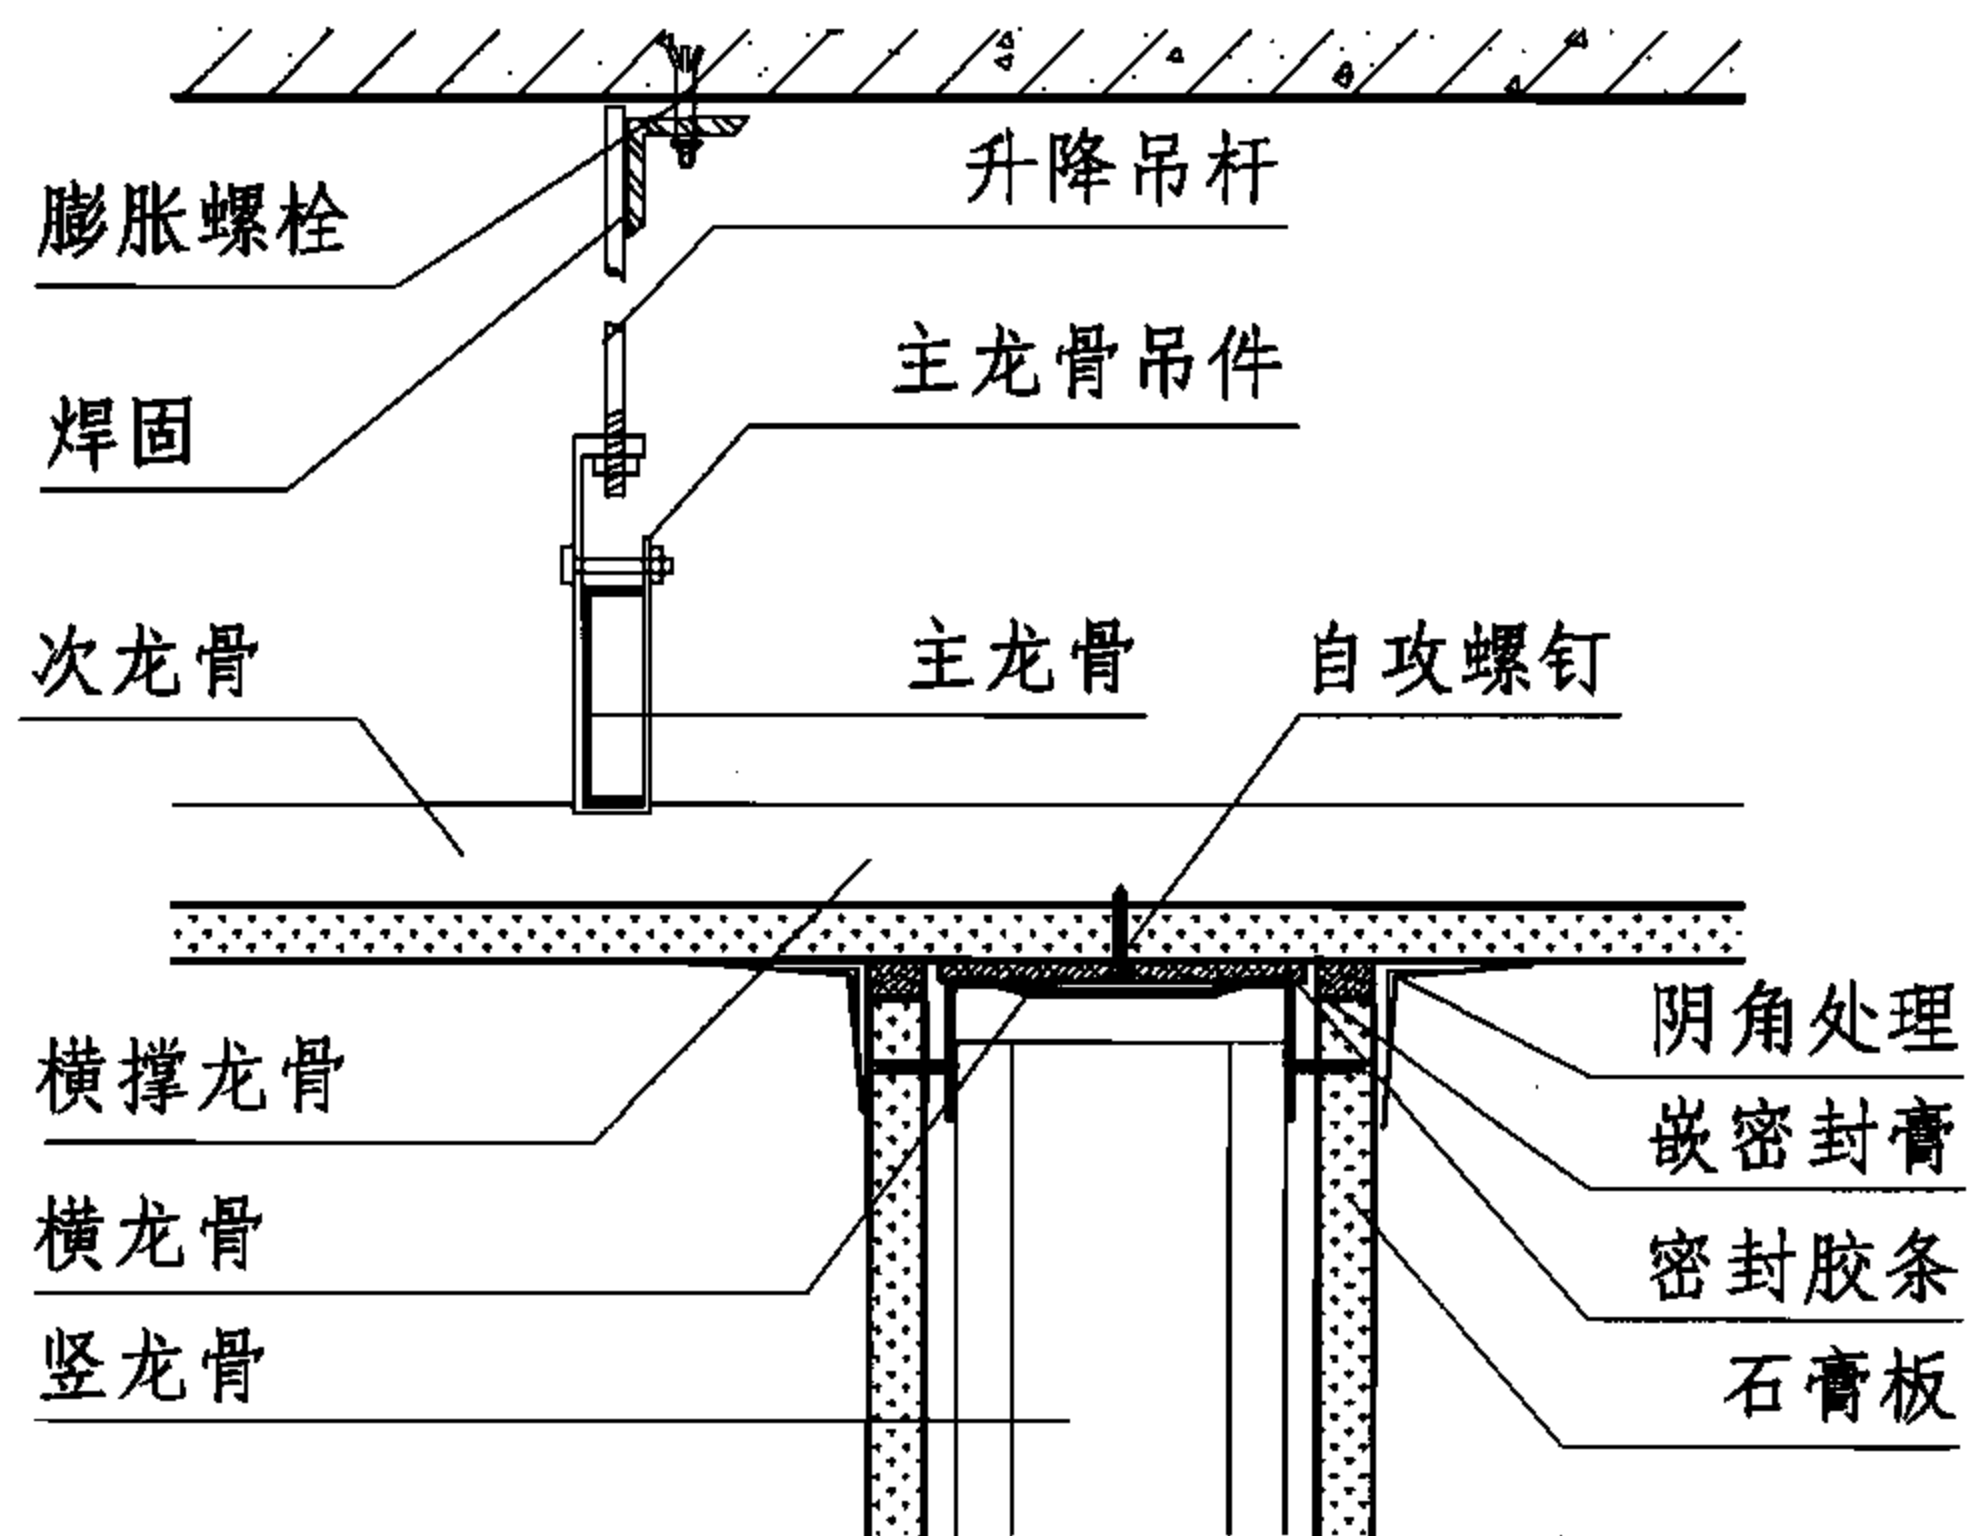 升降吊杆
膨胀螺栓
主龙骨吊件
焊固
次龙骨
主龙骨
自攻螺钉
阴角处理
横撑龙骨
嵌密封膏
横龙骨
密封胶条
竖龙骨
石膏板